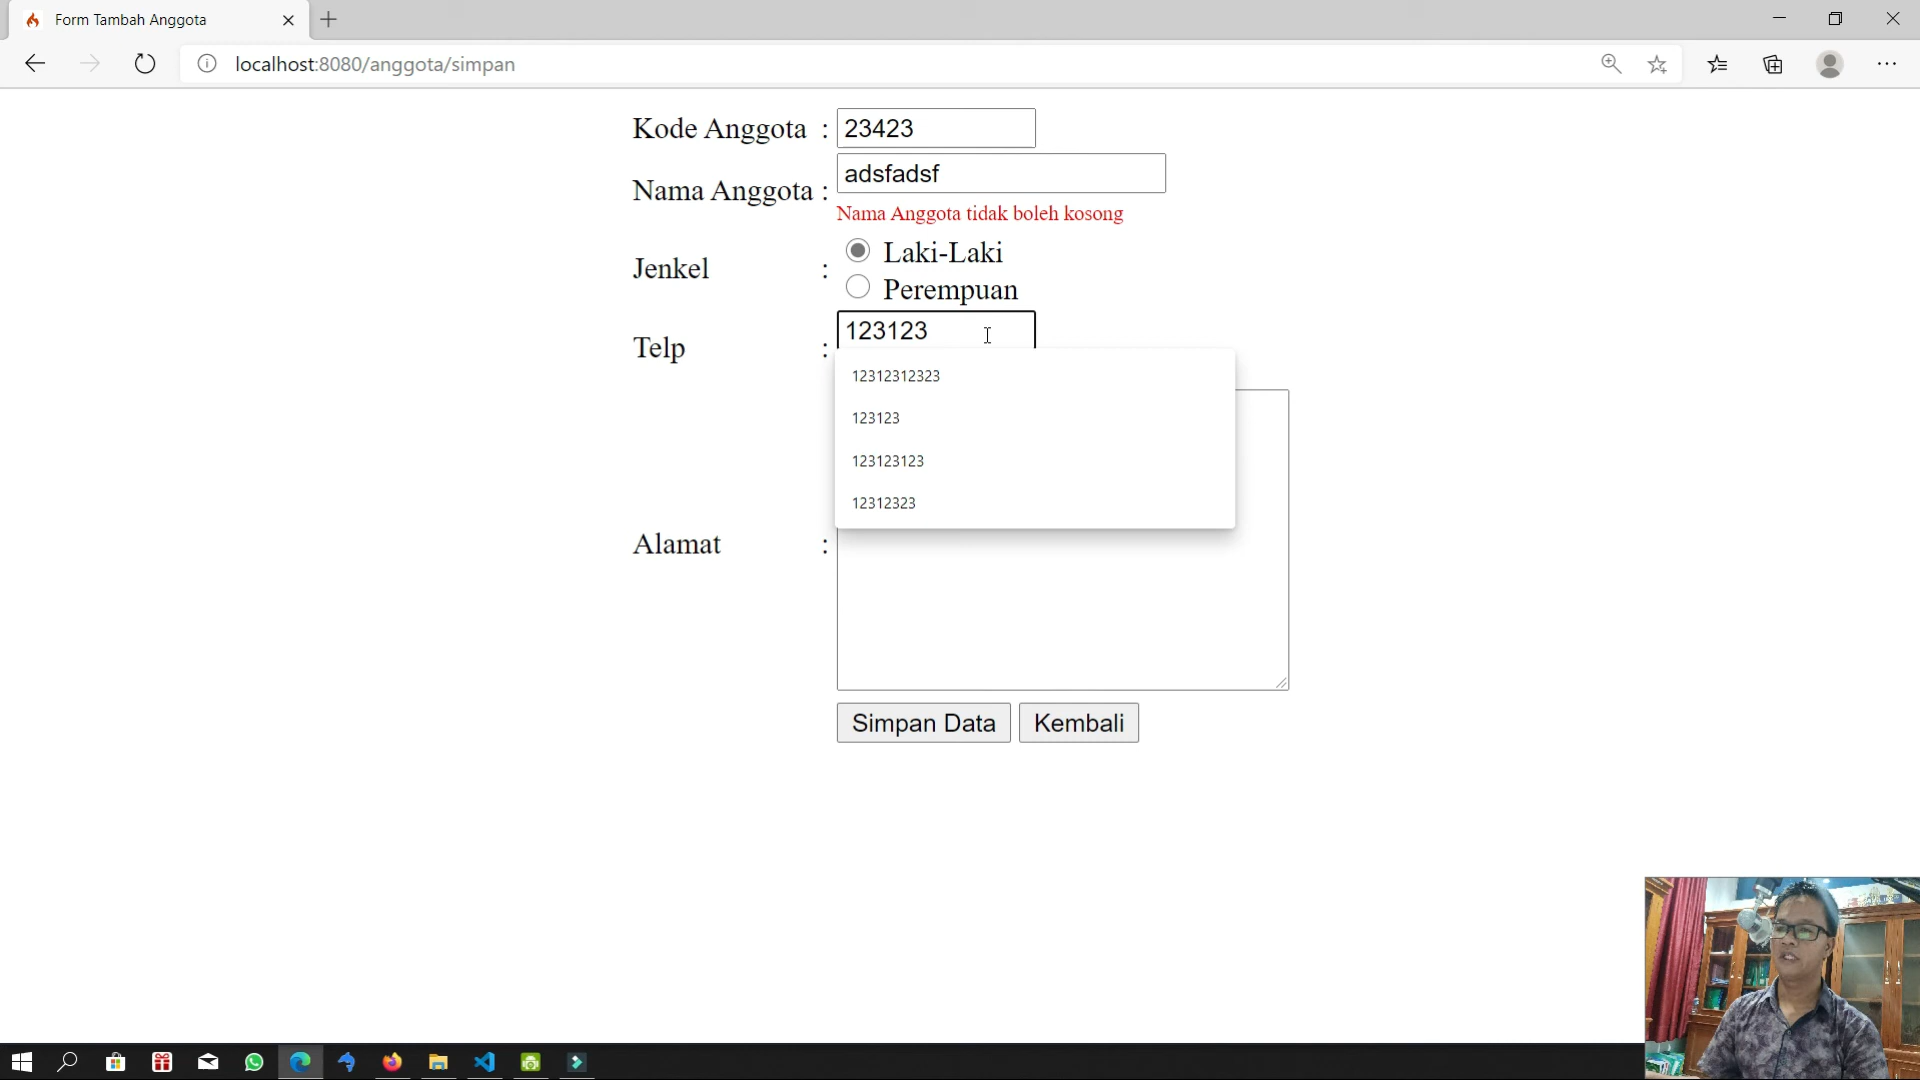 Form Tambah Anggota
localhost:8080/anggota/simpan
Kode Anggota : 23423
Nama Anggota : adsfadsf
Nama Anggota tidak boleh kosong
Jenkel : Laki-Laki
Perempuan
Telp : 123123
12312312323
123123
123123123
12312323
Alamat :
Simpan Data Kembali